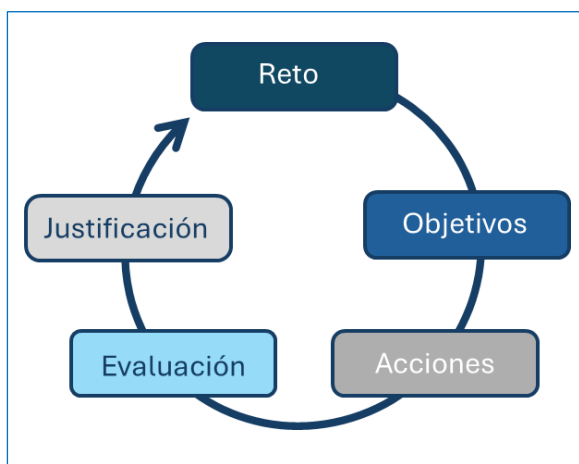 Reto
Objetivos
Acciones
Evaluación
Justificación